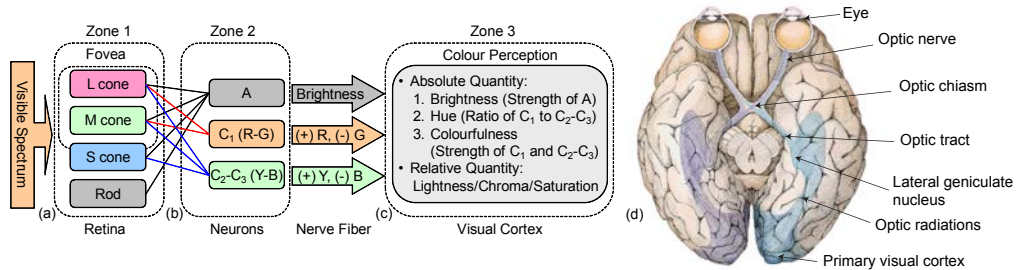 Zone 1
Zone 2
Zone 3
Visible Spectrum
Fovea
L cone
M cone
S cone
Rod
(a)
Retina
A
C₁ (R-G)
C₂-C₃ (Y-B)
(b)
Neurons
Brightness
(+) R, (-) G
(+) Y, (-) B
Nerve Fiber
(c)
Colour Perception
• Absolute Quantity:
1. Brightness (Strength of A)
2. Hue (Ratio of C₁ to C₂-C₃)
3. Colourfulness
(Strength of C₁ and C₂-C₃)
• Relative Quantity:
Lightness/Chroma/Saturation
Visual Cortex
(d)
Eye
Optic nerve
Optic chiasm
Optic tract
Lateral geniculate
nucleus
Optic radiations
Primary visual cortex